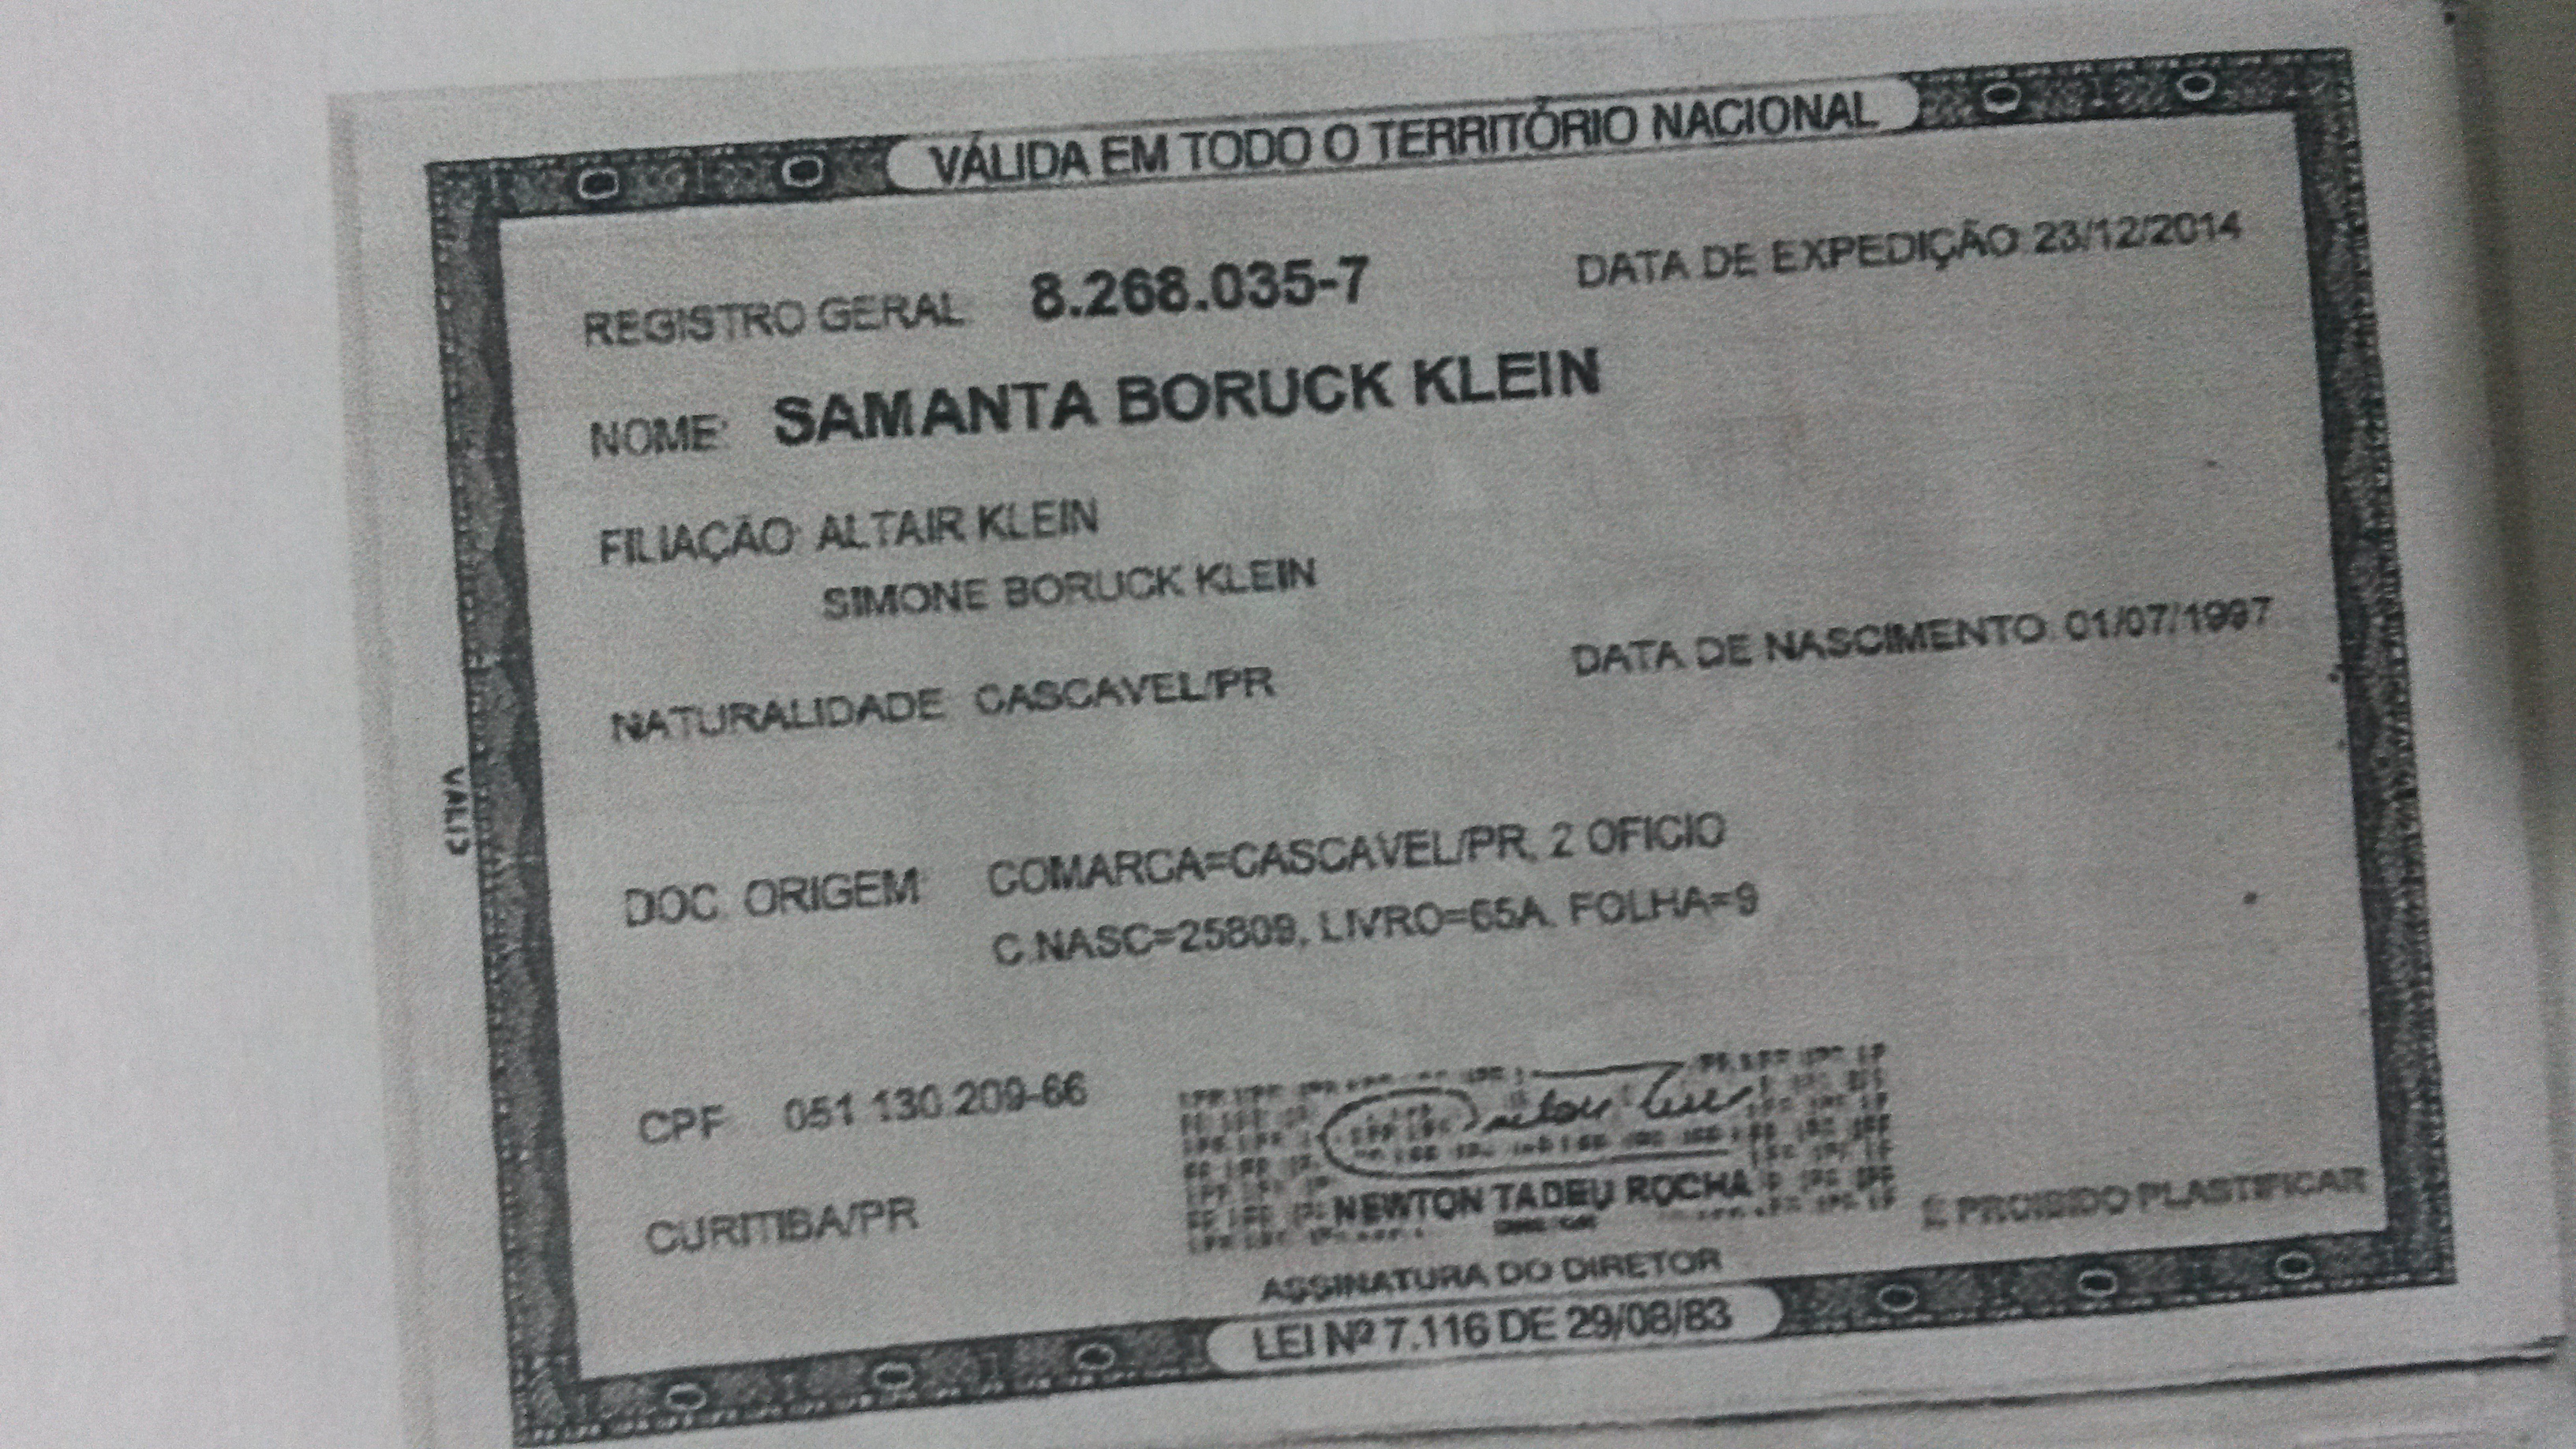 VÁLIDA EM TODO O TERRITÓRIO NACIONAL
REGISTRO GERAL: 8.268.035-7 DATA DE EXPEDIÇÃO: 23/12/2014
NOME: SAMANTA BORUCK KLEIN
FILIAÇÃO: ALTAIR KLEIN
SIMONE BORUCK KLEIN
NATURALIDADE: CASCAVEL/PR DATA DE NASCIMENTO: 01/07/1997
VALID
DOC. ORIGEM: COMARCA=CASCAVEL/PR, 2 OFICIO
C.NASC=25809, LIVRO=65A, FOLHA=9
CPF: 051.130.209-66
CURITIBA/PR
NEWTON TADEU ROCHA
É PROIBIDO PLASTIFICAR
ASSINATURA DO DIRETOR
LEI Nº 7.116 DE 29/08/83